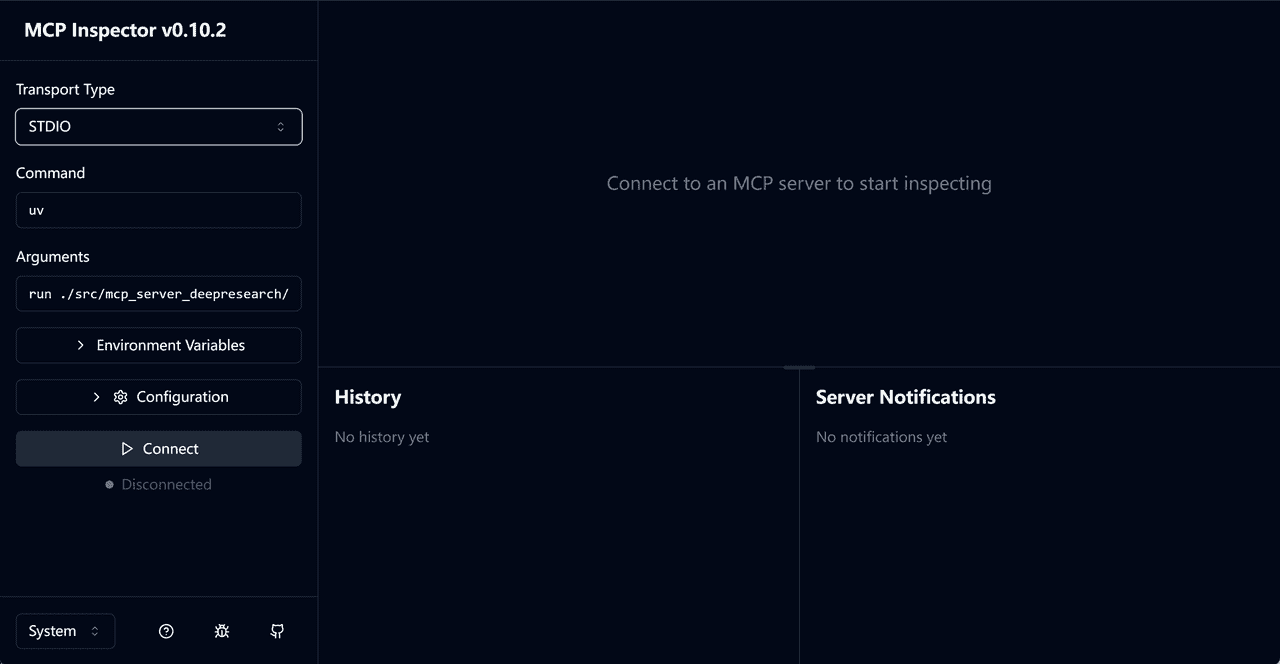 MCP Inspector v0.10.2
Transport Type
STDIO
Command
uv
Arguments
run ./src/mcp_server_deepresearch/
Environment Variables
Configuration
Connect
Disconnected
System
Connect to an MCP server to start inspecting
History
No history yet
Server Notifications
No notifications yet